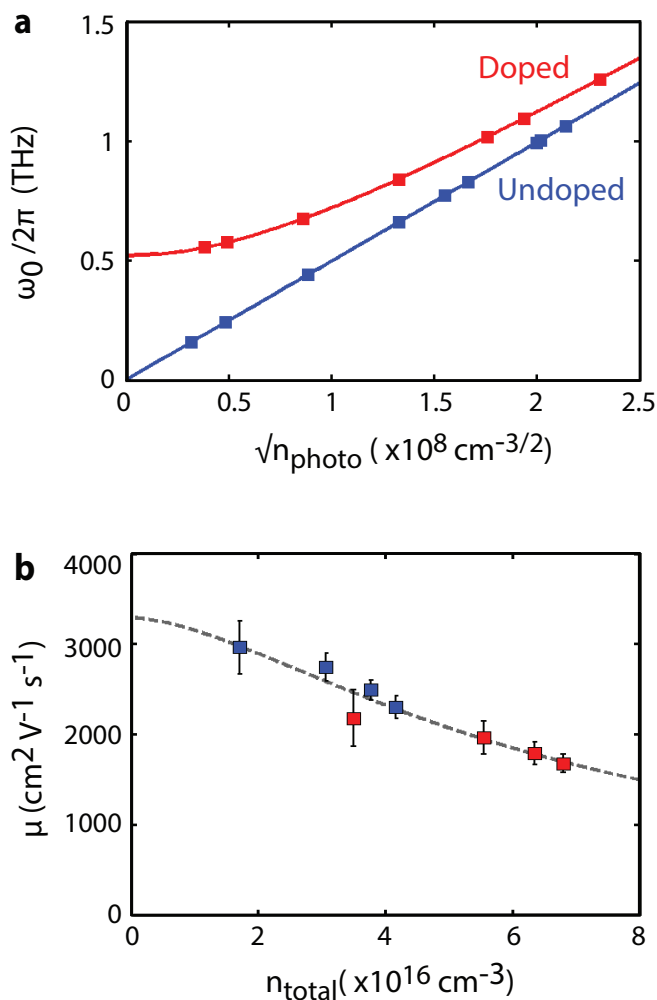 a
1.5
1
0.5
0
ω0/2π (THz)
Doped
Undoped
0 0.5 1 1.5 2 2.5
√nphoto ( x10^8 cm^-3/2)
b
4000
3000
2000
1000
0
μ (cm^2 V^-1 s^-1)
0 2 4 6 8
ntotal( x10^16 cm^-3)